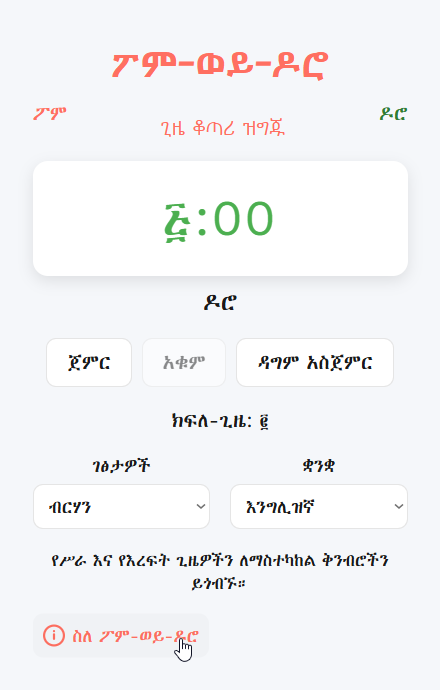 ፖም-ወይ-ዶሮ
ፖም
ጊዜ ቆጣሪ ዝግጁ
ዶሮ
፭:00
ዶሮ
ጀምር አቁም ዳግም አስጀምር
ክፍለ-ጊዜ: ፩
ገፅታዎች ቋንቋ
ብርሃን እንግሊዝኛ
የሥራ እና የእረፍት ጊዜዎችን ለማስተካከል ቅንብሮችን
ይጎብኙ።
ስለ ፖም-ወይ-ዶሮ